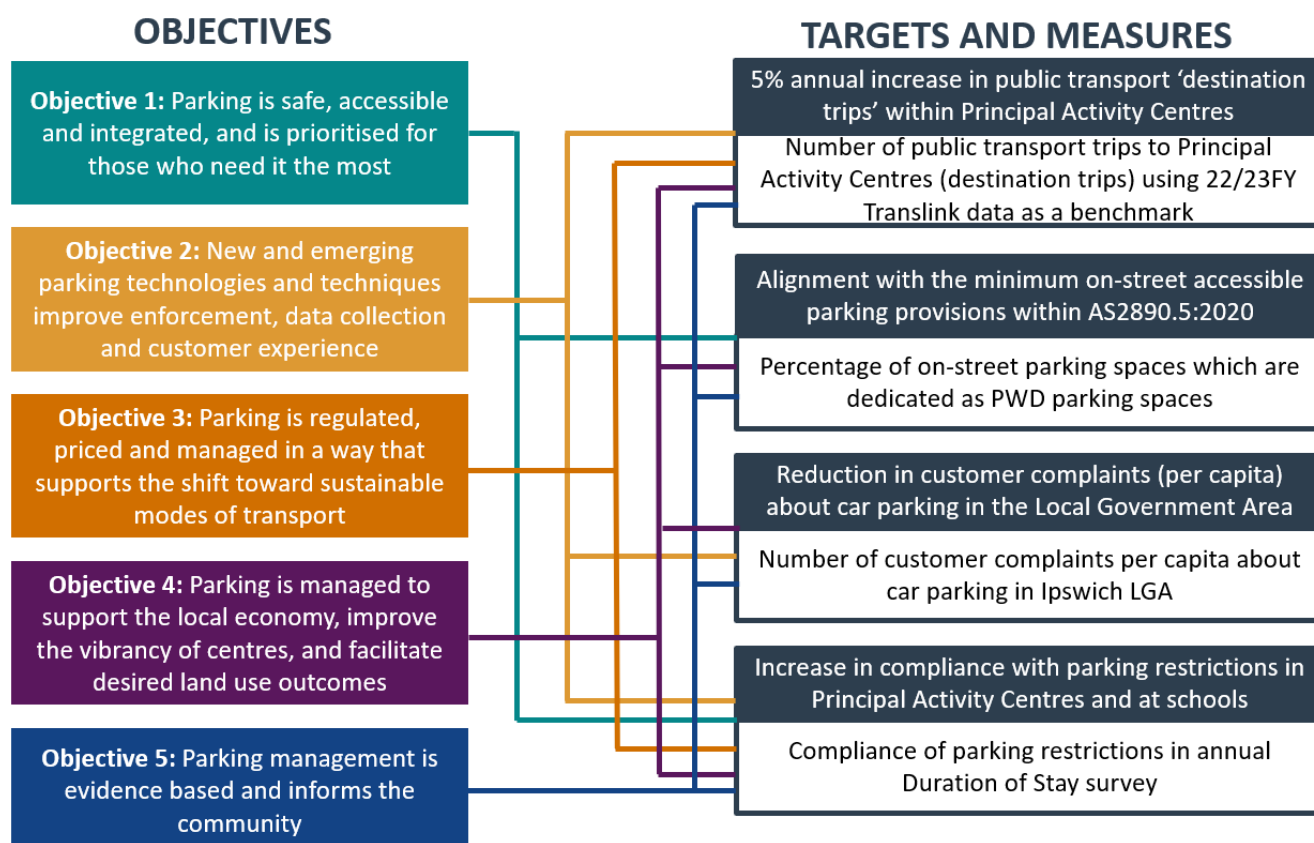 OBJECTIVES
Objective 1: Parking is safe, accessible
and integrated, and is prioritised for
those who need it the most
Objective 2: New and emerging
parking technologies and techniques
improve enforcement, data collection
and customer experience
Objective 3: Parking is regulated,
priced and managed in a way that
supports the shift toward sustainable
modes of transport
Objective 4: Parking is managed to
support the local economy, improve
the vibrancy of centres, and facilitate
desired land use outcomes
Objective 5: Parking management is
evidence based and informs the
community
TARGETS AND MEASURES
5% annual increase in public transport ‘destination
trips’ within Principal Activity Centres
Number of public transport trips to Principal
Activity Centres (destination trips) using 22/23FY
Translink data as a benchmark
Alignment with the minimum on-street accessible
parking provisions within AS2890.5:2020
Percentage of on-street parking spaces which are
dedicated as PWD parking spaces
Reduction in customer complaints (per capita)
about car parking in the Local Government Area
Number of customer complaints per capita about
car parking in Ipswich LGA
Increase in compliance with parking restrictions in
Principal Activity Centres and at schools
Compliance of parking restrictions in annual
Duration of Stay survey